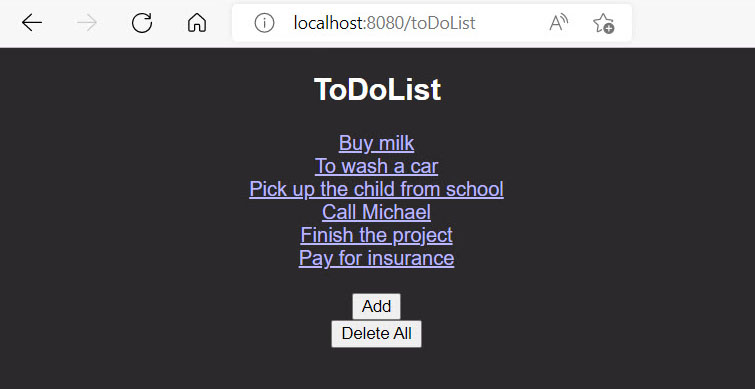 localhost:8080/toDoList
ToDoList
Buy milk
To wash a car
Pick up the child from school
Call Michael
Finish the project
Pay for insurance
Add
Delete All